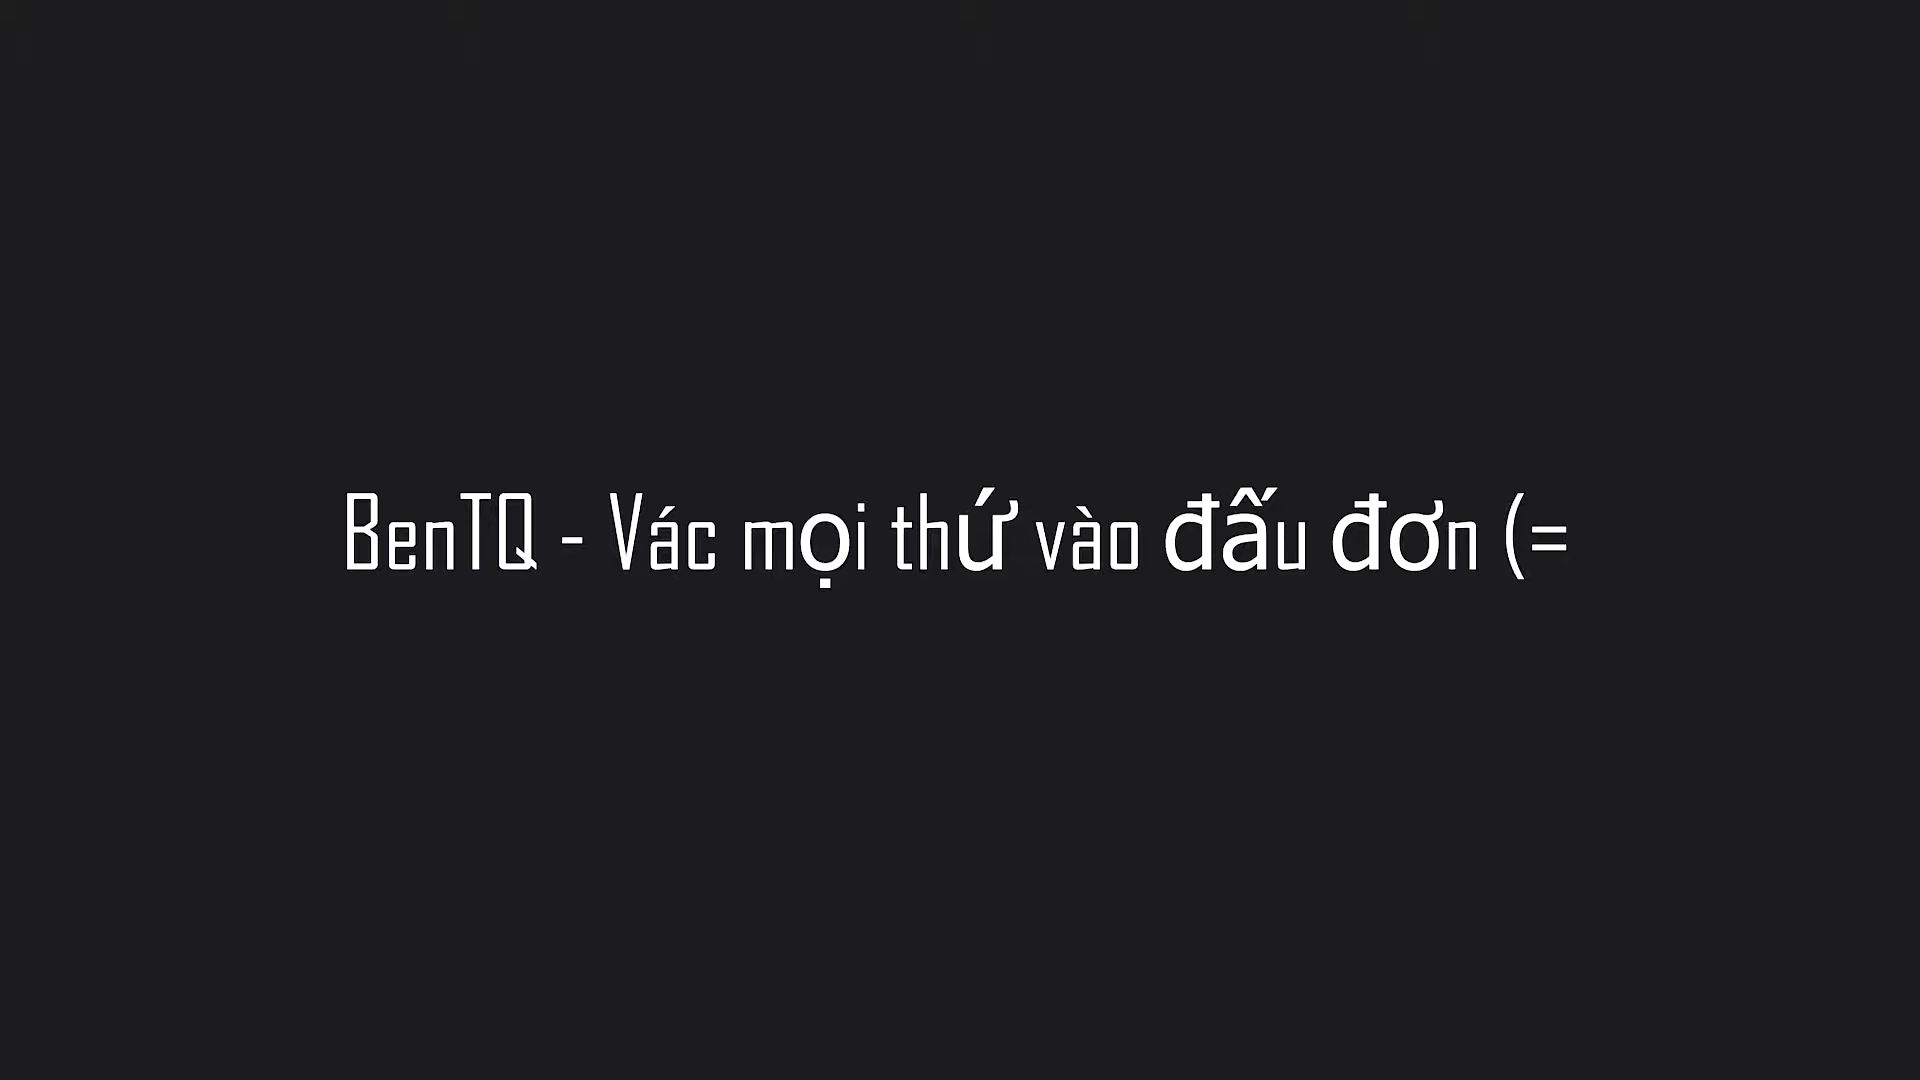 BenTQ - Vác mọi thứ vào đấu đơn (=